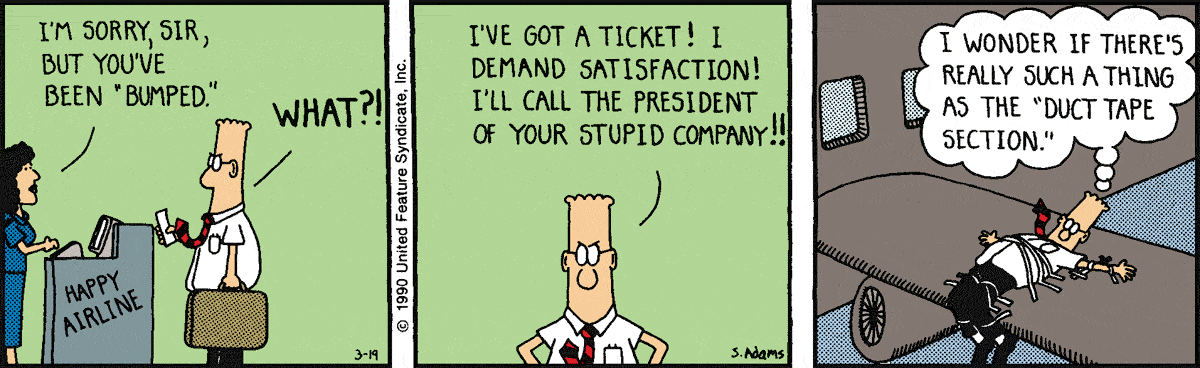 I'M SORRY, SIR,
BUT YOU'VE
BEEN "BUMPED."
WHAT?!
HAPPY
AIRLINE
3-19
© 1990 United Feature Syndicate, Inc.
I'VE GOT A TICKET! I
DEMAND SATISFACTION!
I'LL CALL THE PRESIDENT
OF YOUR STUPID COMPANY!!
S. Adams
I WONDER IF THERE'S
REALLY SUCH A THING
AS THE "DUCT TAPE
SECTION."